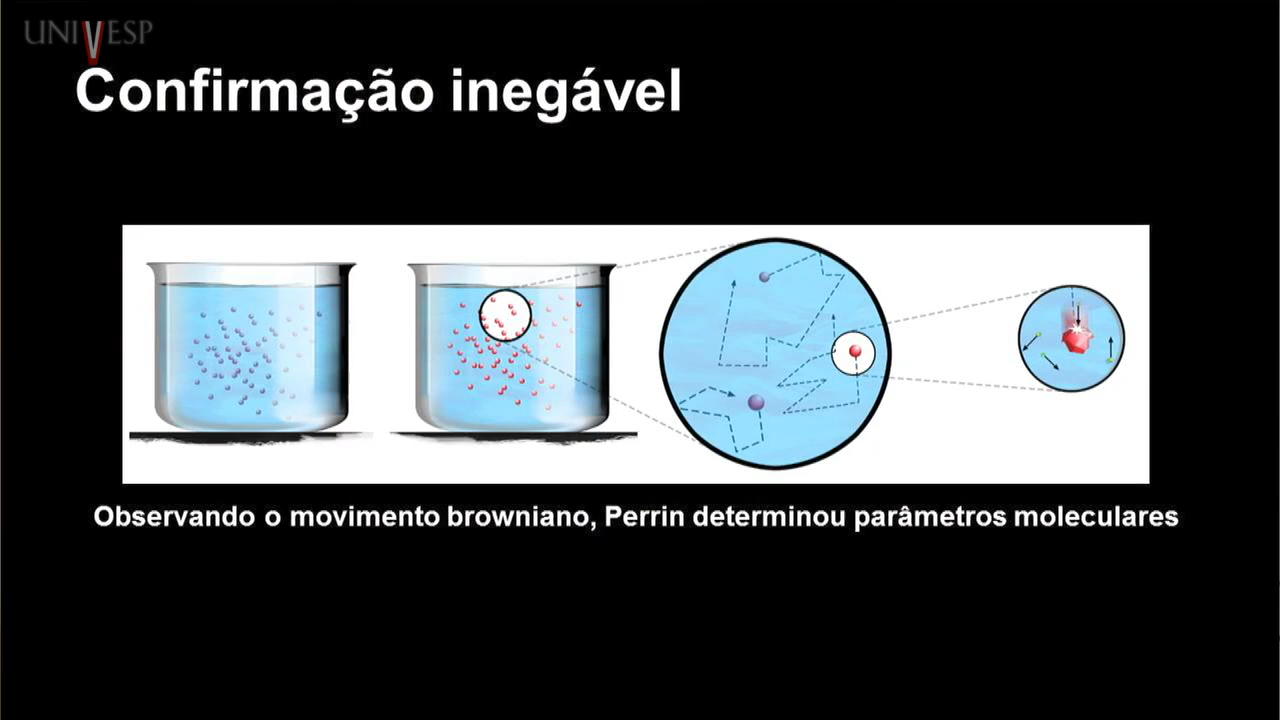 UNIVESP
Confirmação inegável
Observando o movimento browniano, Perrin determinou parâmetros moleculares